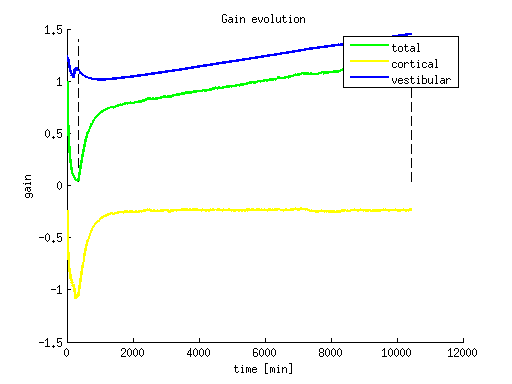 Gain evolution
1.5
1
0.5
0
-0.5
-1
-1.5
gain
total
cortical
vestibular
0 2000 4000 6000 8000 10000 12000
time [min]